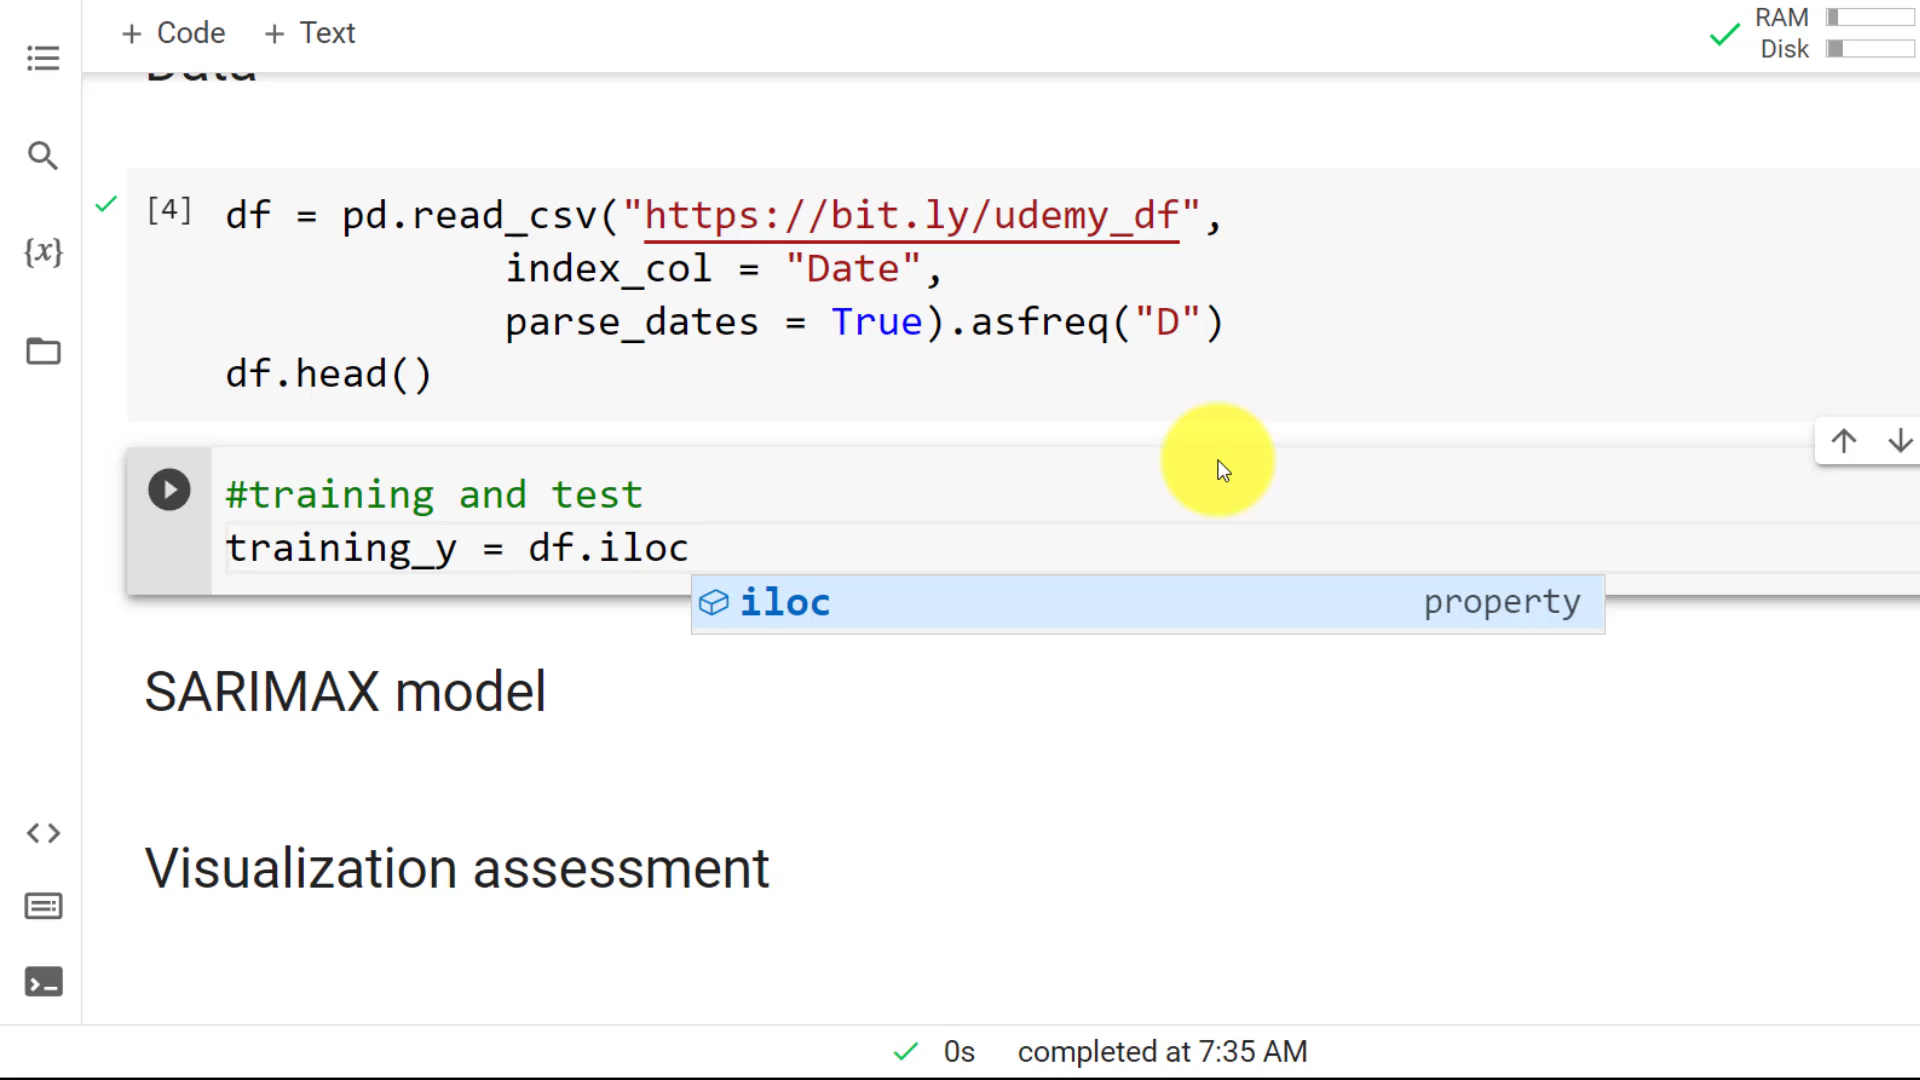 + Code + Text
RAM
Disk
Data
[4] df = pd.read_csv("https://bit.ly/udemy_df",
index_col = "Date",
parse_dates = True).asfreq("D")
df.head()
#training and test
training_y = df.iloc
iloc property
SARIMAX model
Visualization assessment
{x}
0s completed at 7:35 AM